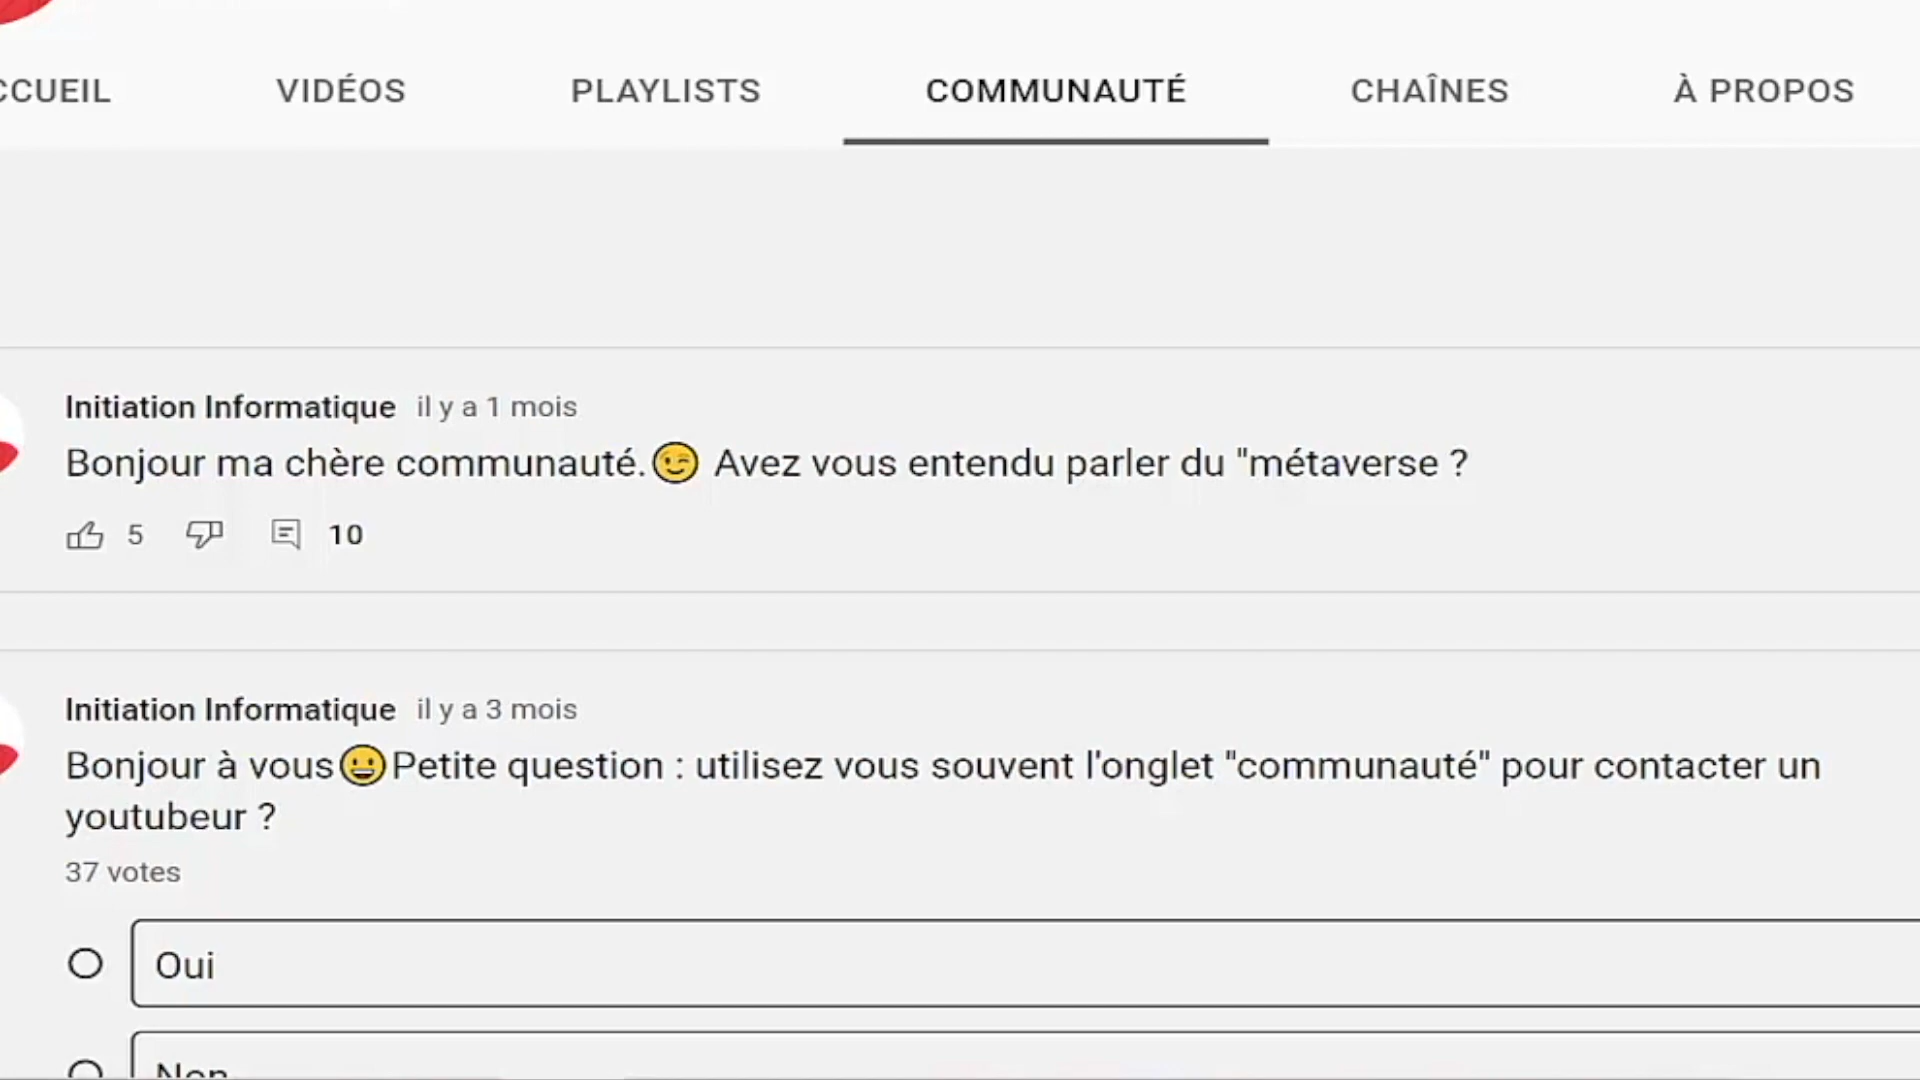 CCUEIL VIDÉOS PLAYLISTS COMMUNAUTÉ CHAÎNES À PROPOS
Initiation Informatique il y a 1 mois
Bonjour ma chère communauté.😉 Avez vous entendu parler du "métaverse ?
5 10
Initiation Informatique il y a 3 mois
Bonjour à vous😀Petite question : utilisez vous souvent l'onglet "communauté" pour contacter un
youtubeur ?
37 votes
Oui
Non